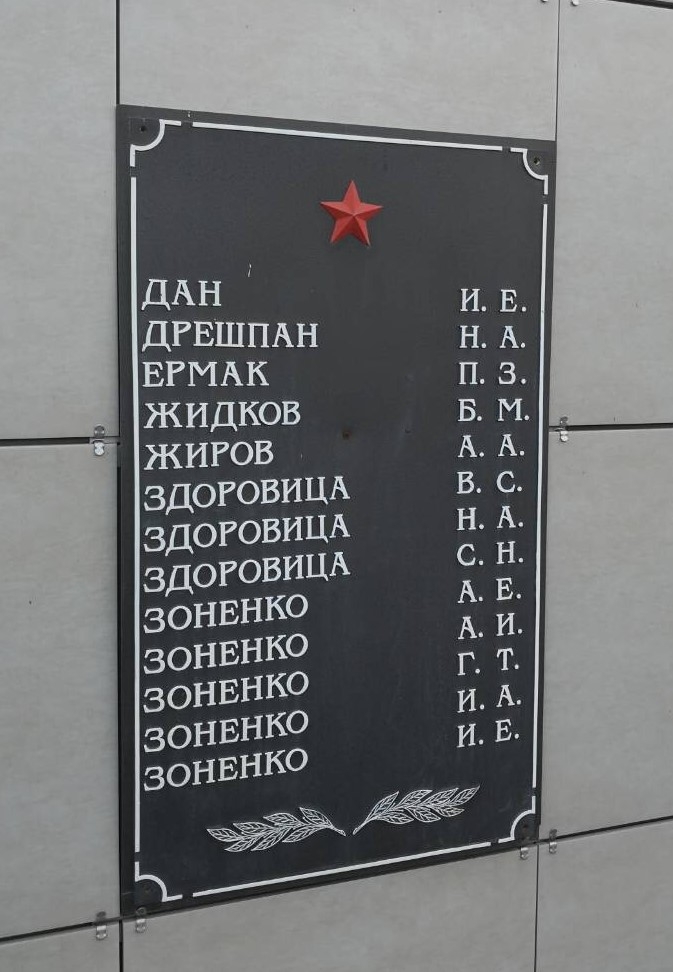 ДАН И. Е.
ДРЕШПАН Н. А.
ЕРМАК П. З.
ЖИДКОВ Б. М.
ЖИРОВ А. А.
ЗДОРОВИЦА В. С.
ЗДОРОВИЦА Н. А.
ЗДОРОВИЦА С. Н.
ЗОНЕНКО А. Е.
ЗОНЕНКО А. И.
ЗОНЕНКО Г. Т.
ЗОНЕНКО И. А.
ЗОНЕНКО И. Е.